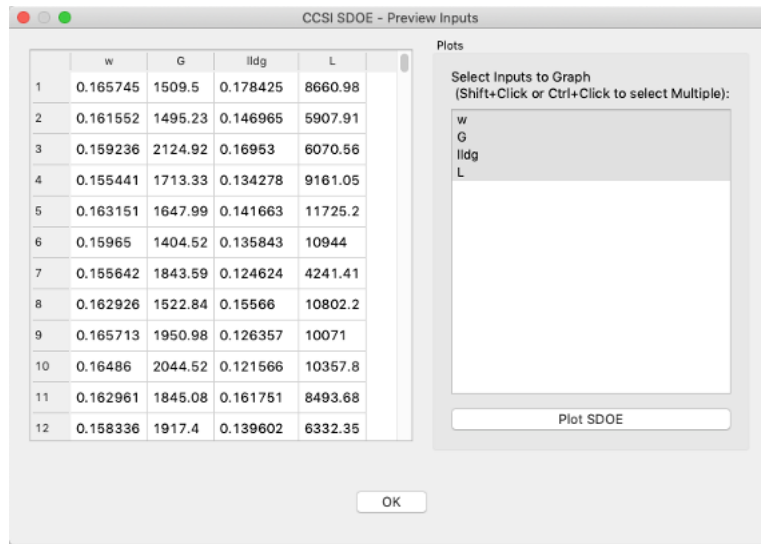 CCSI SDOE - Preview Inputs
w G lldg L
1 0.165745 1509.5 0.178425 8660.98
2 0.161552 1495.23 0.146965 5907.91
3 0.159236 2124.92 0.16953 6070.56
4 0.155441 1713.33 0.134278 9161.05
5 0.163151 1647.99 0.141663 11725.2
6 0.15965 1404.52 0.135843 10944
7 0.155642 1843.59 0.124624 4241.41
8 0.162926 1522.84 0.15566 10802.2
9 0.165713 1950.98 0.126357 10071
10 0.16486 2044.52 0.121566 10357.8
11 0.162961 1845.08 0.161751 8493.68
12 0.158336 1917.4 0.139602 6332.35
Plots
Select Inputs to Graph
(Shift+Click or Ctrl+Click to select Multiple):
w
G
lldg
L
Plot SDOE
OK